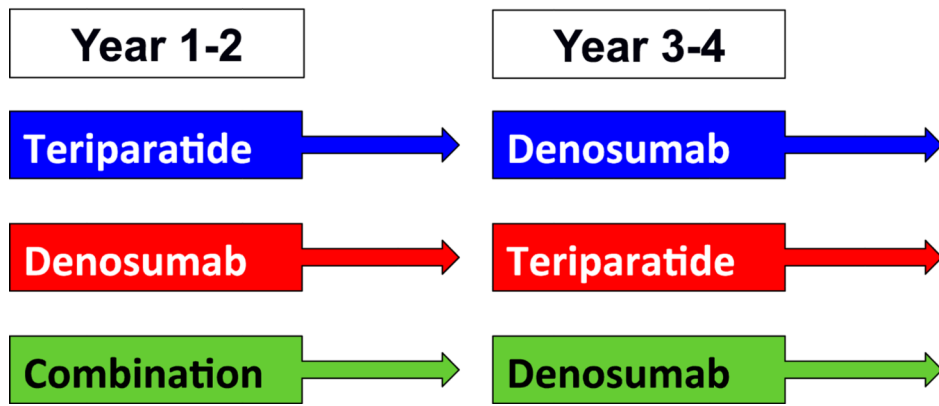 Year 1-2
Year 3-4
Teriparatide
Denosumab
Denosumab
Teriparatide
Combination
Denosumab